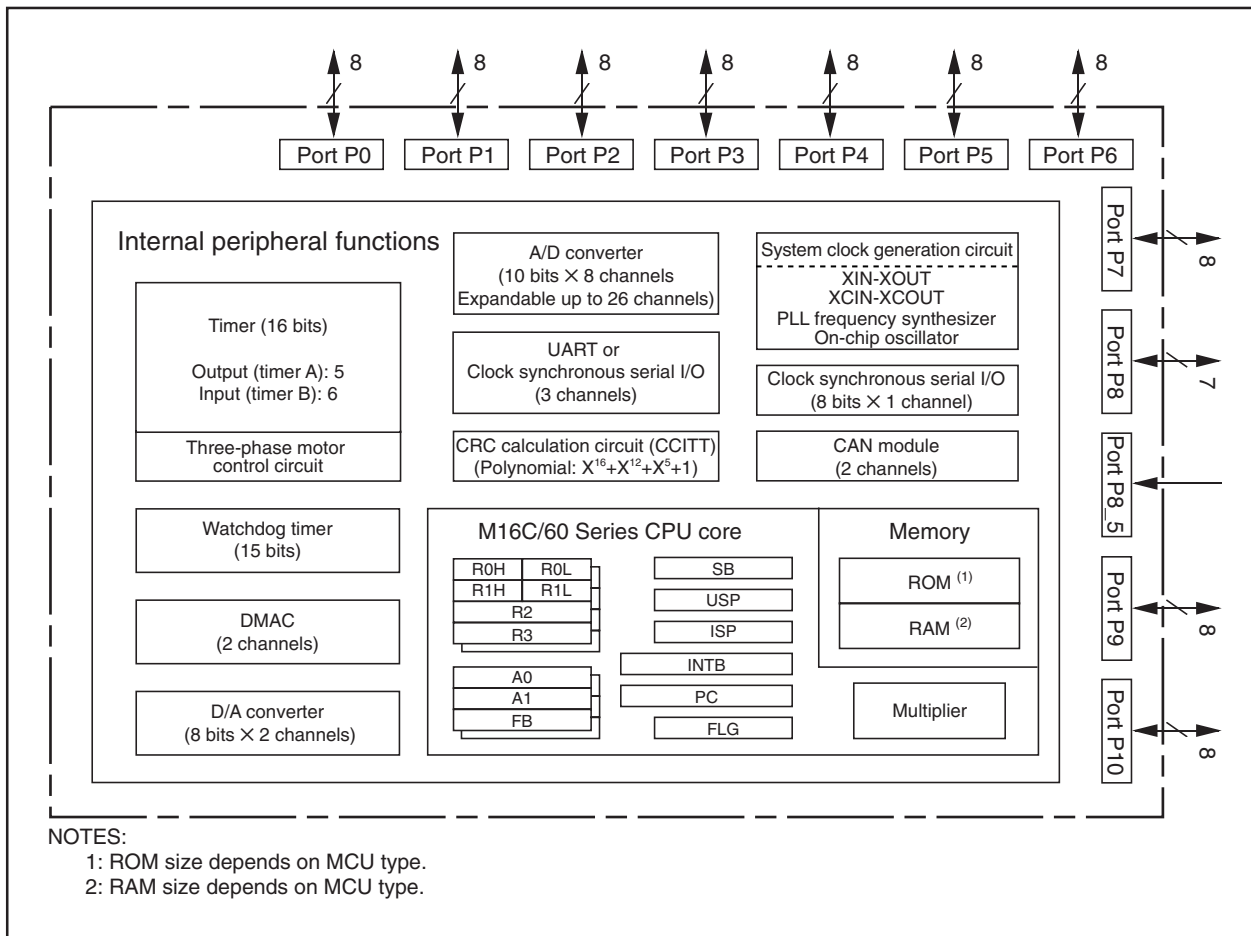 8 8 8 8 8 8 8
Port P0 Port P1 Port P2 Port P3 Port P4 Port P5 Port P6
Internal peripheral functions
Timer (16 bits)
Output (timer A): 5
Input (timer B): 6
Three-phase motor
control circuit
Watchdog timer
(15 bits)
DMAC
(2 channels)
D/A converter
(8 bits × 2 channels)
A/D converter
(10 bits × 8 channels
Expandable up to 26 channels)
UART or
Clock synchronous serial I/O
(3 channels)
CRC calculation circuit (CCITT)
(Polynomial: X¹⁶+X¹²+X⁵+1)
System clock generation circuit
XIN-XOUT
XCIN-XCOUT
PLL frequency synthesizer
On-chip oscillator
Clock synchronous serial I/O
(8 bits × 1 channel)
CAN module
(2 channels)
M16C/60 Series CPU core
R0H R0L
R1H R1L
R2
R3
A0
A1
FB
SB
USP
ISP
INTB
PC
FLG
Memory
ROM (1)
RAM (2)
Multiplier
Port P7
8
Port P8
7
Port P8_5
Port P9
8
Port P10
8
NOTES:
1: ROM size depends on MCU type.
2: RAM size depends on MCU type.